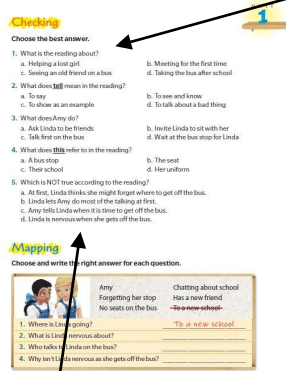 1
Checking
Choose the best answer.
1. What is the reading about?
a. Helping a lost girl b. Meeting for the first time
c. Seeing an old friend on a bus d. Taking the bus after school
2. What does tell mean in the reading?
a. To say b. To see and know
c. To show as an example d. To talk about a bad thing
3. What does Amy do?
a. Ask Linda to be friends b. Invite Linda to sit with her
c. Talk first on the bus d. Wait at the bus stop for Linda
4. What does this refer to in the reading?
a. A bus stop b. The seat
c. Their school d. Her uniform
5. Which is NOT true according to the reading?
a. At first, Linda thinks she might forget where to get off the bus.
b. Linda lets Amy do most of the talking at first.
c. Amy tells Linda when it is time to get off the bus.
d. Linda is nervous when she gets off the bus.
Mapping
Choose and write the right answer for each question.
Amy Chatting about school
Forgetting her stop Has a new friend
No seats on the bus To a new school
1. Where is Linda going? To a new school
2. What is Linda nervous about?
3. Who talks to Linda on the bus?
4. Why isn't Linda nervous as she gets off the bus?